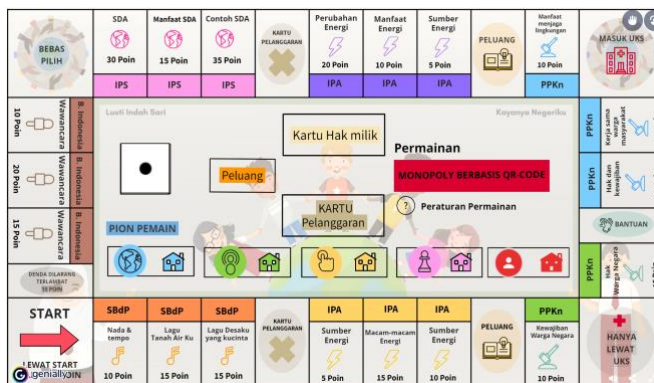 BEBAS
PILIH
SDA
30 Poin
IPS
Manfaat SDA
15 Poin
IPS
Contoh SDA
35 Poin
IPS
KARTU
PELANGGARAN
Perubahan
Energi
20 Poin
IPA
Manfaat
Energi
10 Poin
IPA
Sumber
Energi
5 Poin
IPA
PELUANG
Manfaat
menjaga
lingkungan
10 Poin
PPKn
MASUK UKS
10 Poin
Wawancara
B. Indonesia
20 Poin
Wawancara
B. Indonesia
15 Poin
Wawancara
B. Indonesia
DENDA DILARANG
TERLAMBAT
10 POIN
Lusti Indah Sari
Kayanya Negeriku
Kartu Hak milik
Peluang
Permainan
MONOPOLY BERBASIS QR-CODE
KARTU
Pelanggaran
?
Peraturan Permainan
PION PEMAIN
PPKn
Kerja sama
warga
masyarakat
PPKn
Hak dan
kewajiban
BANTUAN
PPKn
Hak
Warga Negara
START
LEWAT START
genially
SBdP
Nada &
tempo
10 Poin
SBdP
Lagu
Tanah Air Ku
15 Poin
SBdP
Lagu Desaku
yang kucinta
15 Poin
KARTU
PELANGGARAN
IPA
Sumber
Energi
5 Poin
IPA
Macam-macam
Energi
15 Poin
IPA
Sumber
Energi
10 Poin
PELUANG
PPKn
Kewajiban
Warga Negara
10 Poin
HANYA
LEWAT
UKS